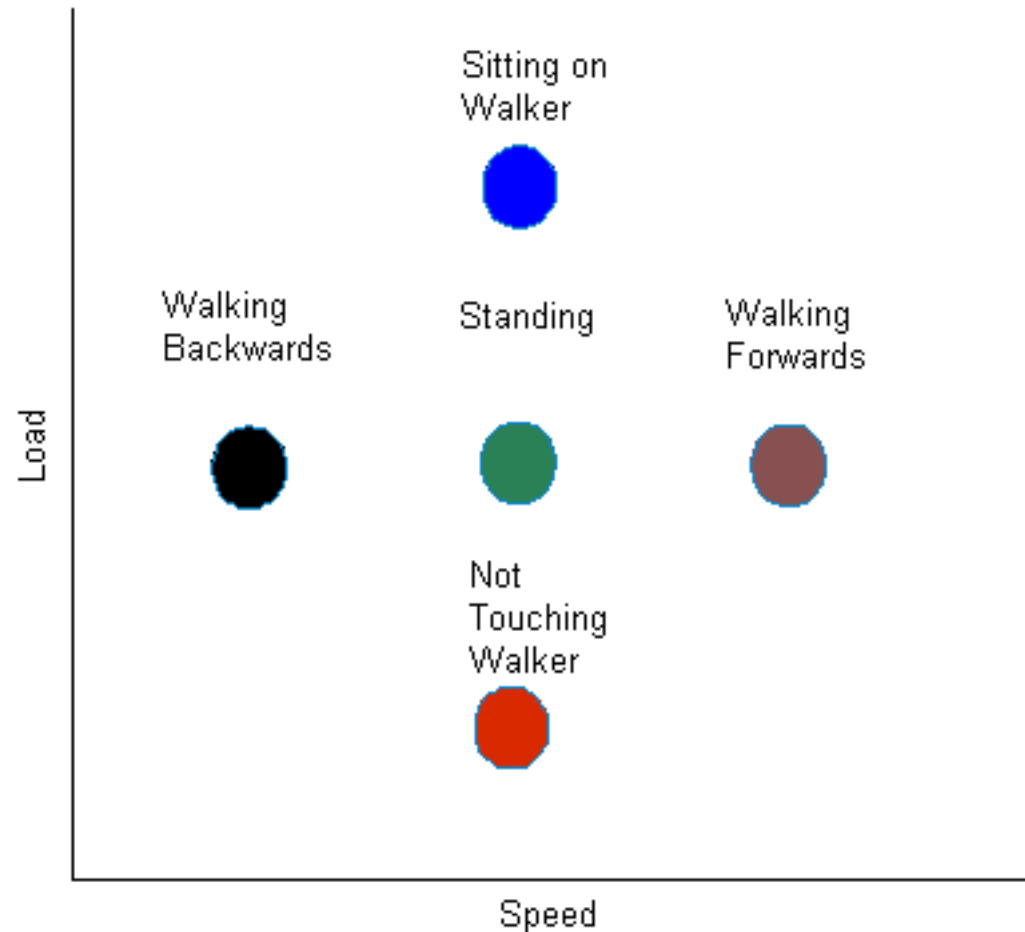 Sitting on
Walker
Walking
Backwards
Standing
Walking
Forwards
Load
Not
Touching
Walker
Speed